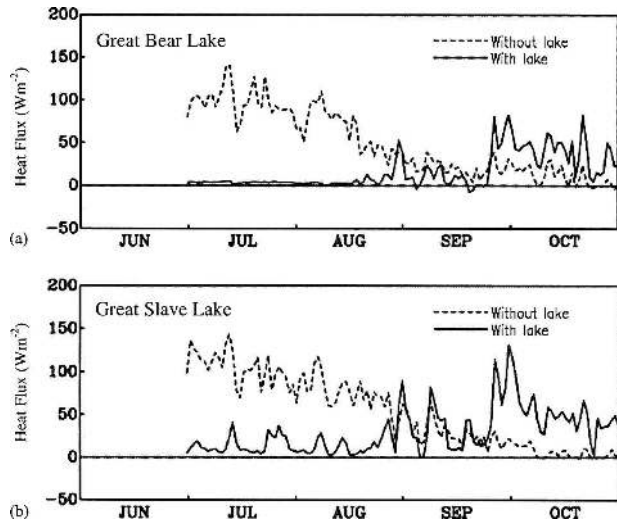 200
150
100
50
0
-50
Heat Flux (Wm⁻²)
Great Bear Lake
Without lake
With lake
(a)
JUN JUL AUG SEP OCT
200
150
100
50
0
-50
Heat Flux (Wm⁻²)
Great Slave Lake
Without lake
With lake
(b)
JUN JUL AUG SEP OCT